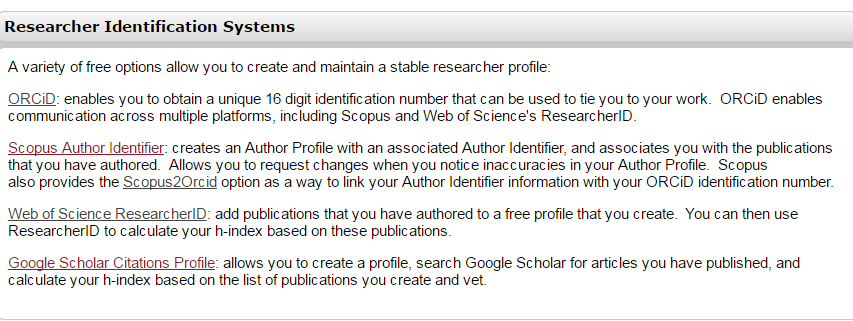 Researcher Identification Systems
A variety of free options allow you to create and maintain a stable researcher profile:
ORCiD: enables you to obtain a unique 16 digit identification number that can be used to tie you to your work.  ORCiD enables
communication across multiple platforms, including Scopus and Web of Science's ResearcherID.
Scopus Author Identifier: creates an Author Profile with an associated Author Identifier, and associates you with the publications
that you have authored.  Allows you to request changes when you notice inaccuracies in your Author Profile.  Scopus
also provides the Scopus2Orcid option as a way to link your Author Identifier information with your ORCiD identification number.
Web of Science ResearcherID: add publications that you have authored to a free profile that you create.  You can then use
ResearcherID to calculate your h-index based on these publications.
Google Scholar Citations Profile: allows you to create a profile, search Google Scholar for articles you have published, and
calculate your h-index based on the list of publications you create and vet.